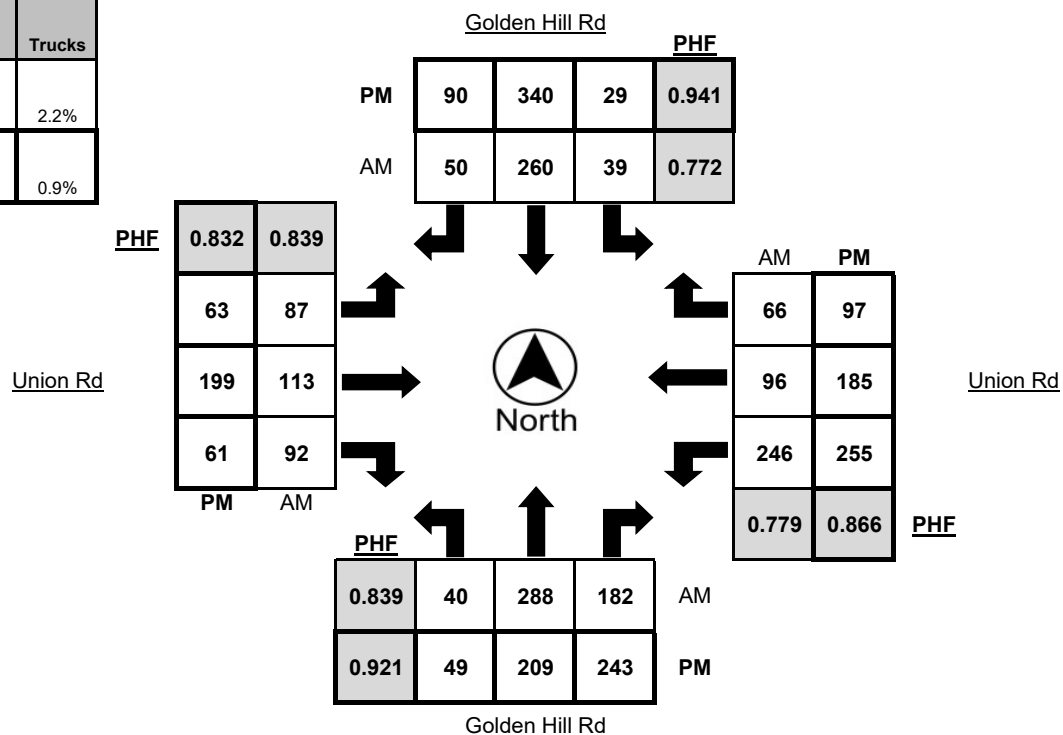 Golden Hill Rd
Trucks
PHF
PM 90 340 29 0.941
2.2%
AM 50 260 39 0.772
0.9%
PHF 0.832 0.839
AM PM
63 87
66 97
Union Rd 199 113
96 185 Union Rd
North
61 92
246 255
PM AM
0.779 0.866 PHF
PHF
0.839 40 288 182 AM
0.921 49 209 243 PM
Golden Hill Rd